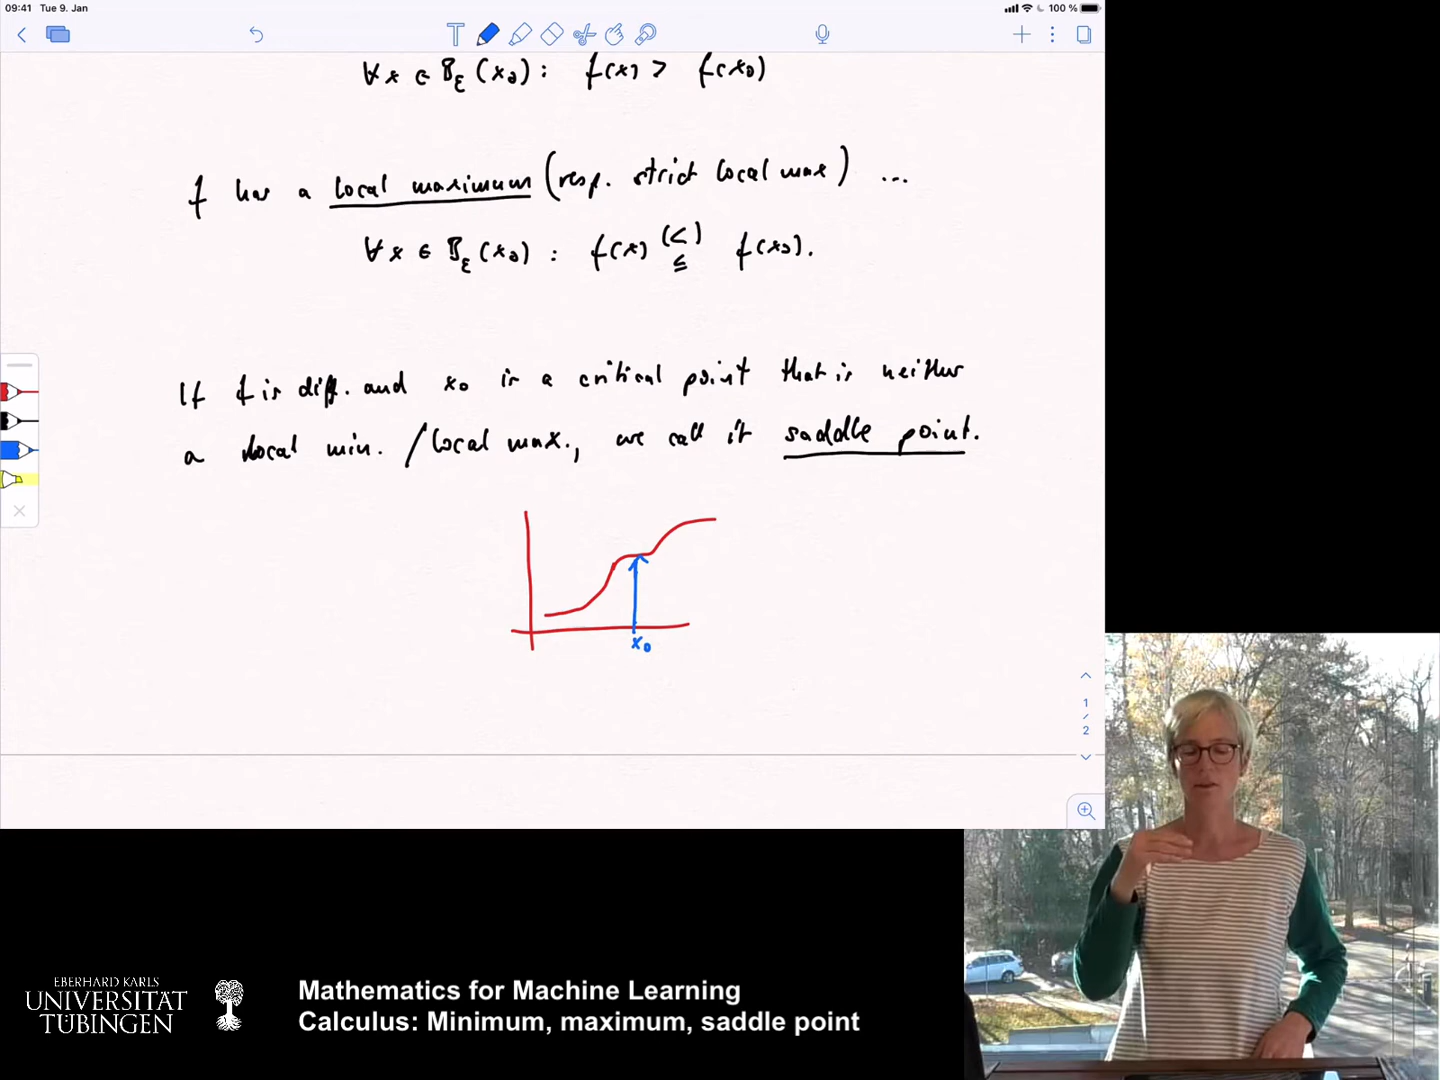 09:41 Tue 9. Jan
100 %
T
∀ x ∈ B_ε (x₀) : f(x) > f(x₀)
f has a local maximum (resp. strict local max) ...
∀ x ∈ B_ε (x₀) : f(x) (<) ≤ f(x₀).
If f is diff. and x₀ is a critical point that is neither
a local min. / local max., we call it saddle point.
x₀
1
/
2
EBERHARD KARLS
UNIVERSITÄT
TÜBINGEN
Mathematics for Machine Learning
Calculus: Minimum, maximum, saddle point